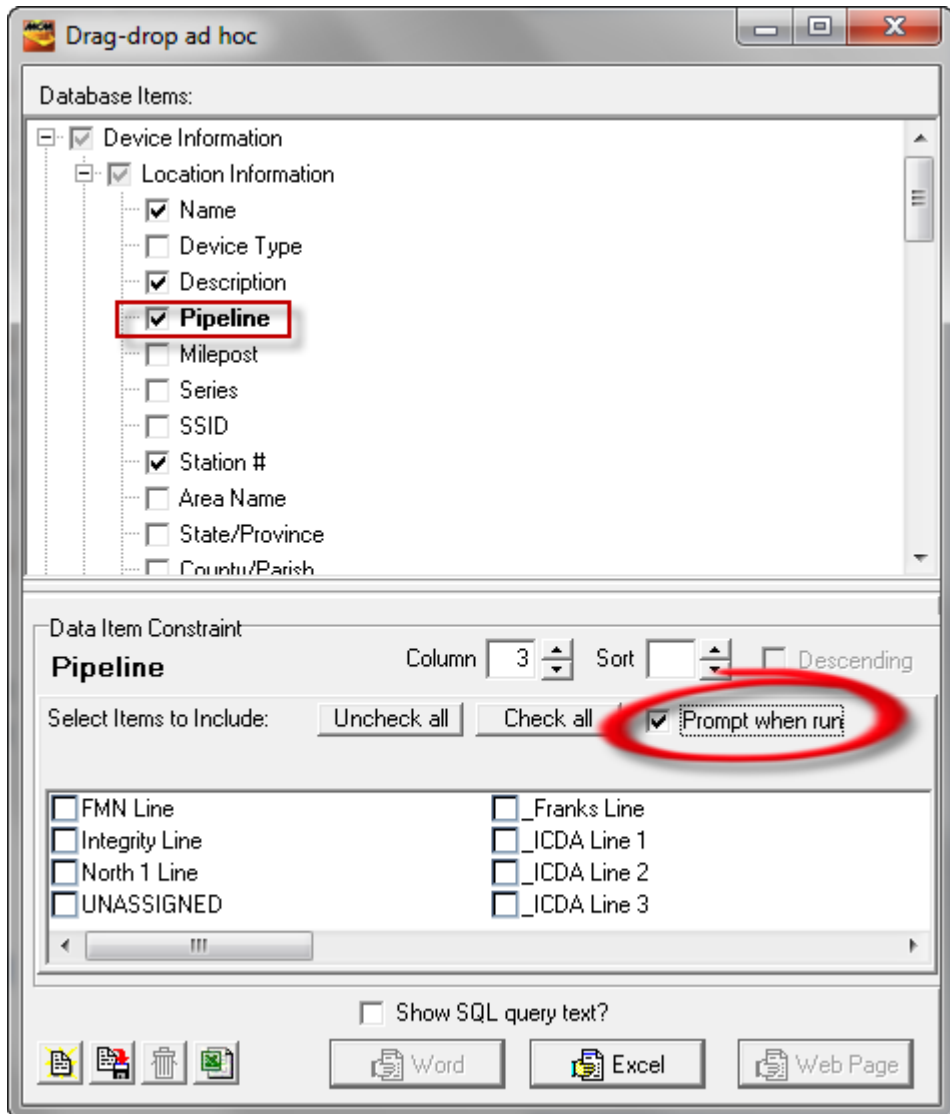 MCM Drag-drop ad hoc
Database Items:
Device Information
Location Information
Name
Device Type
Description
Pipeline
Milepost
Series
SSID
Station #
Area Name
State/Province
County/Parish
Data Item Constraint
Pipeline Column 3 Sort Descending
Select Items to Include: Uncheck all Check all Prompt when run
FMN Line _Franks Line
Integrity Line _ICDA Line 1
North 1 Line _ICDA Line 2
UNASSIGNED _ICDA Line 3
Show SQL query text?
Word Excel Web Page